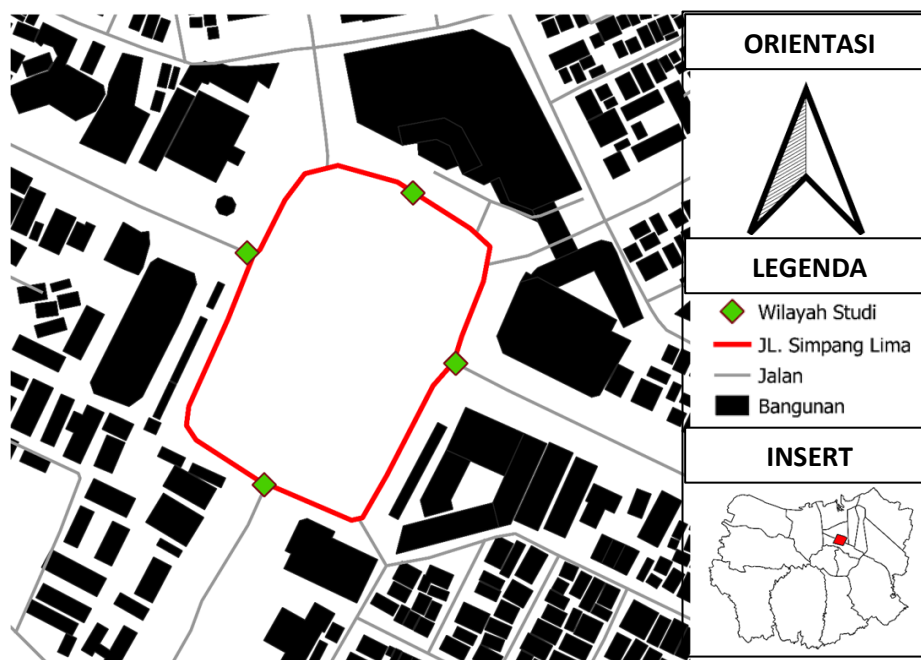 ORIENTASI
LEGENDA
Wilayah Studi
JL. Simpang Lima
Jalan
Bangunan
INSERT